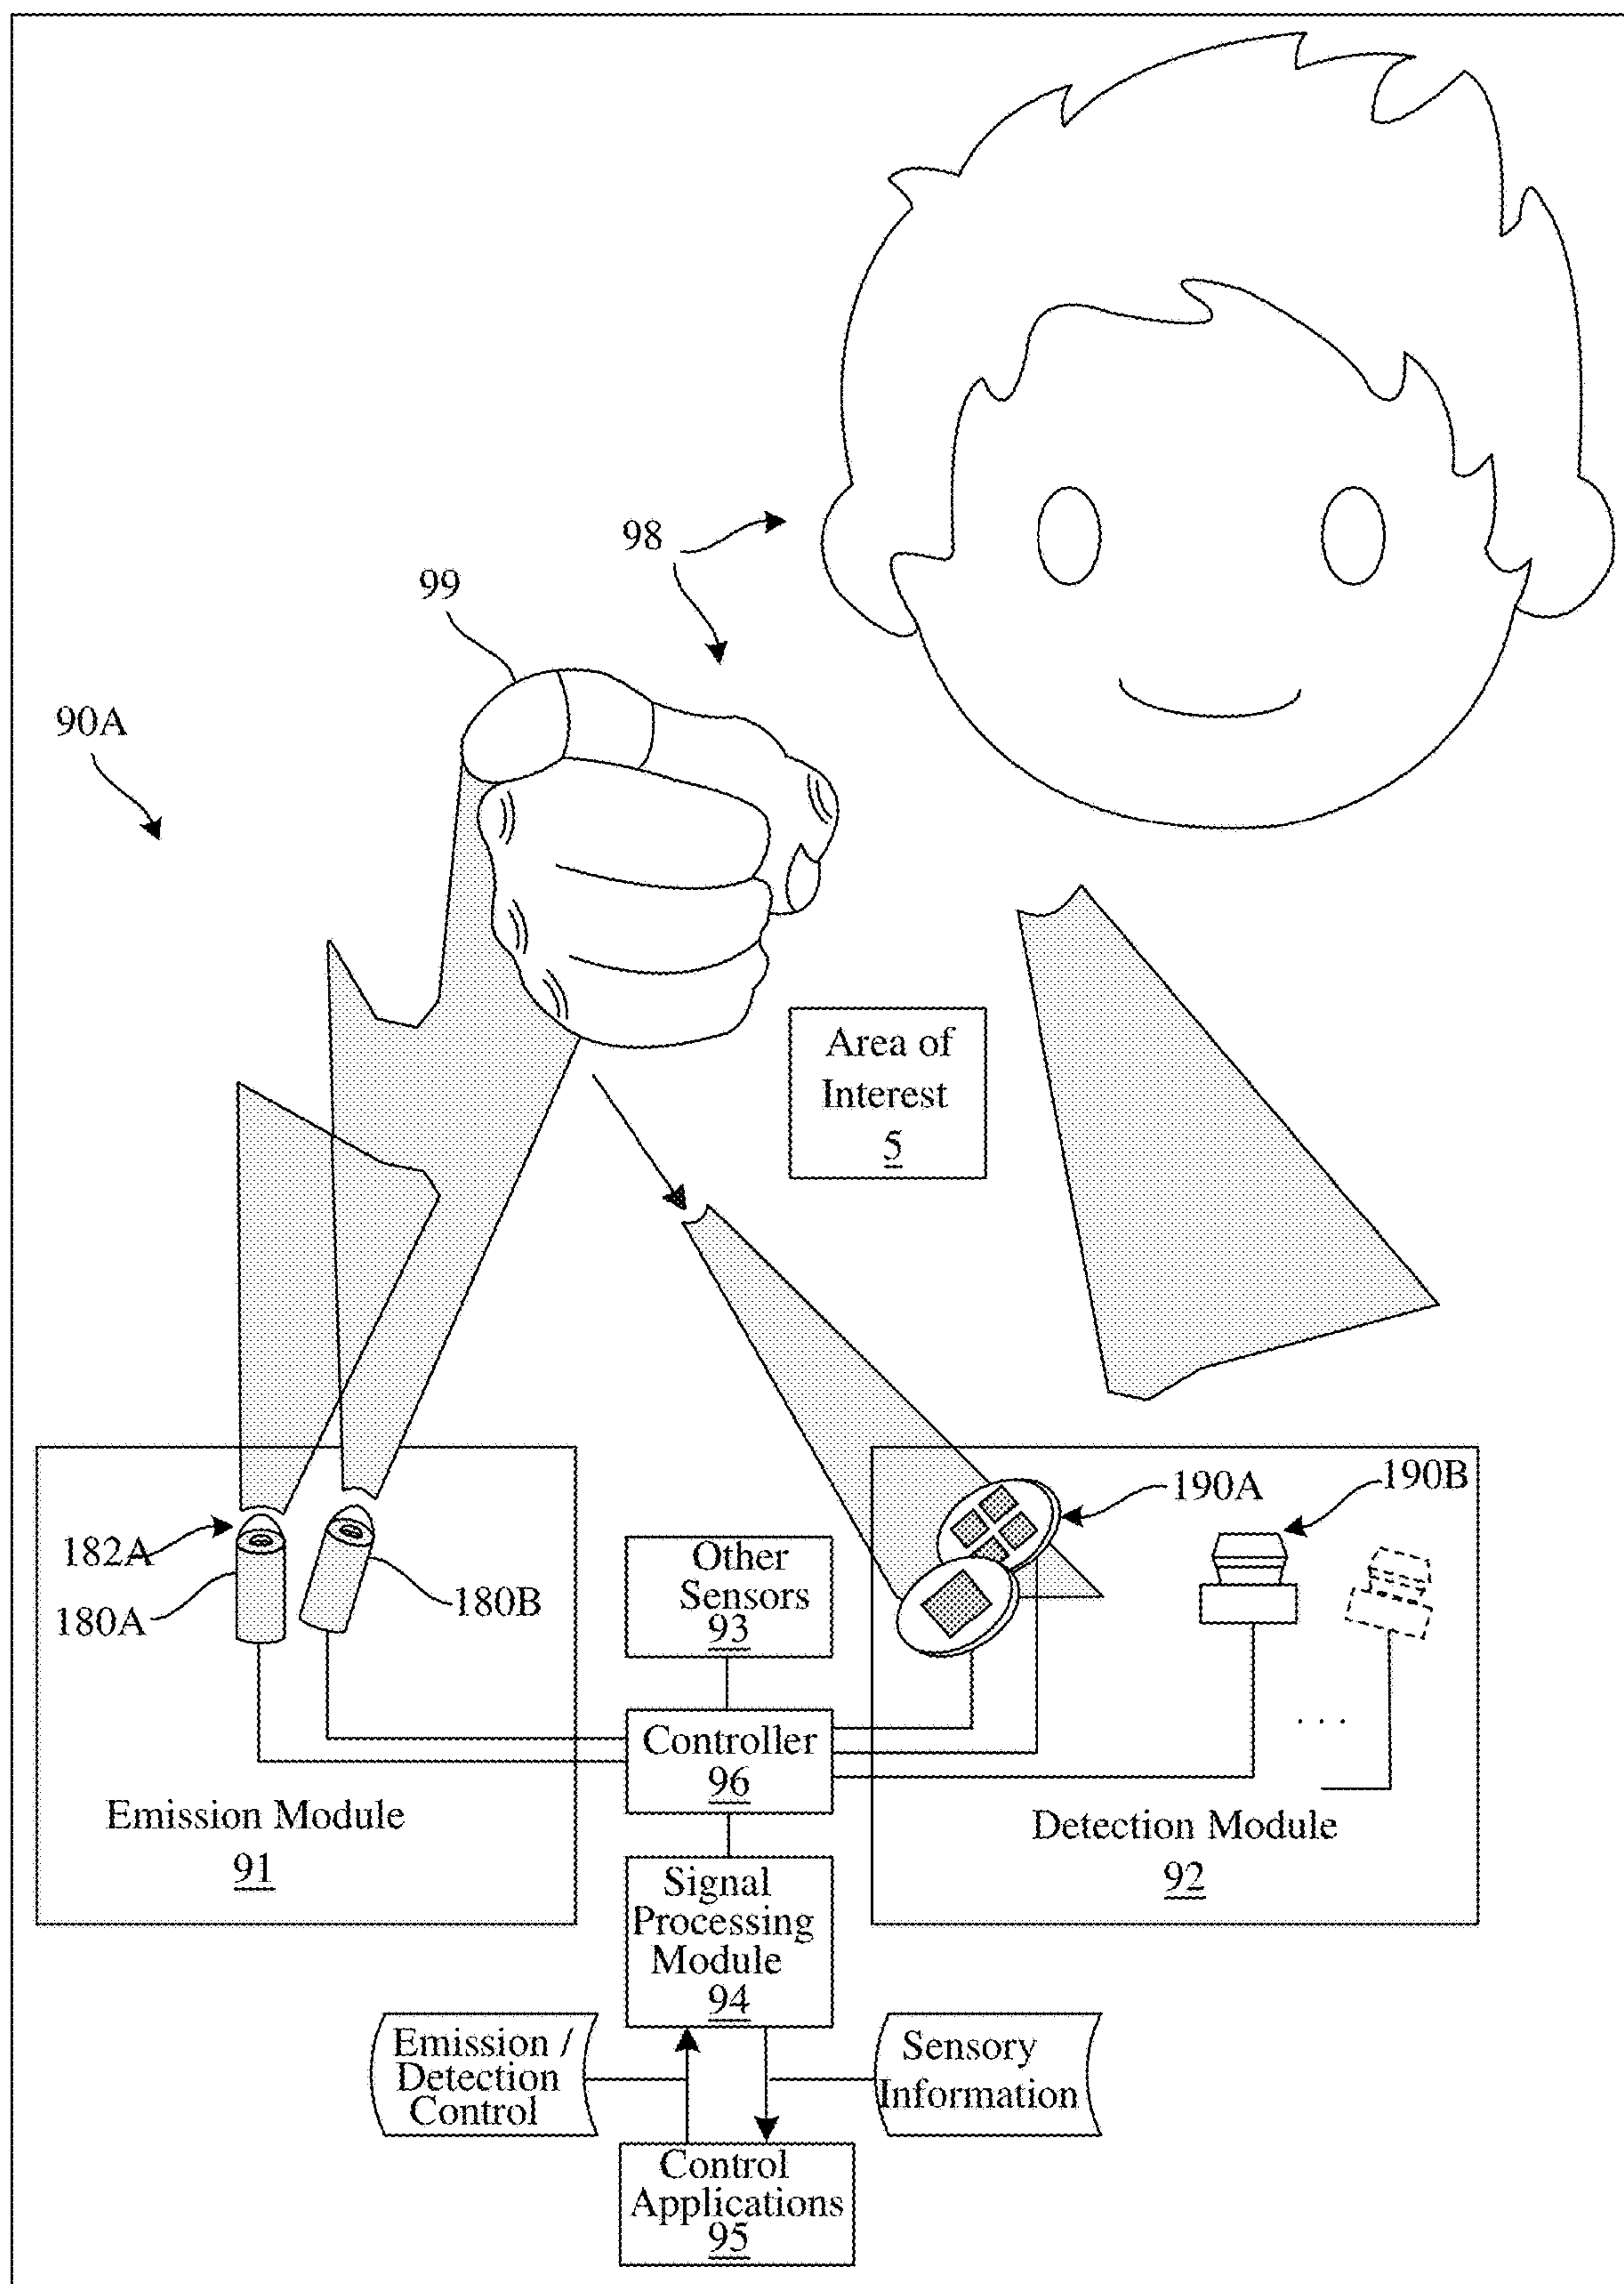 98
99
90A
Area of
Interest
5
190A
190B
182A
180A
180B
Other
Sensors
93
Controller
96
. . .
Emission Module
91
Detection Module
92
Signal
Processing
Module
94
Emission /
Detection
Control
Sensory
Information
Control
Applications
95